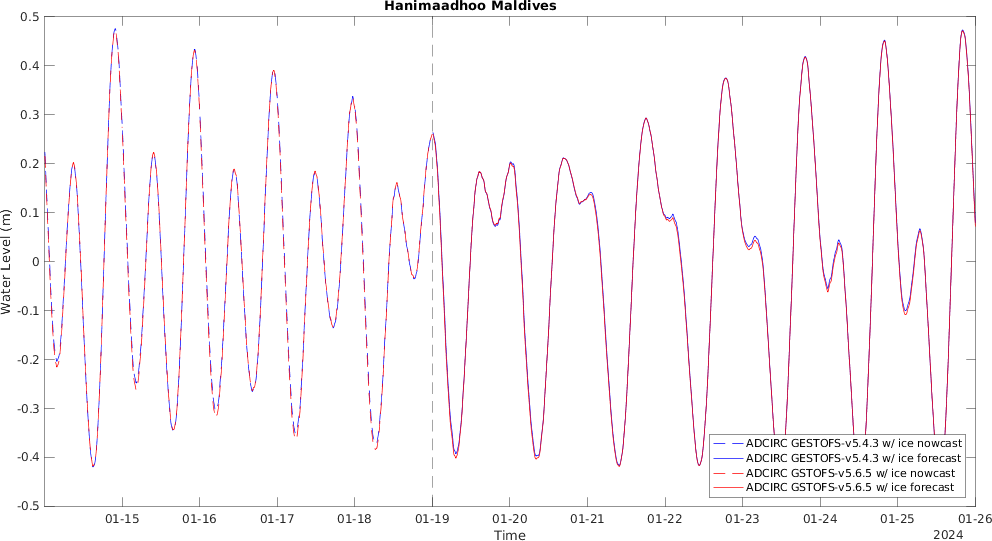 Hanimaadhoo Maldives
Water Level (m)
0.5
0.4
0.3
0.2
0.1
0
-0.1
-0.2
-0.3
-0.4
-0.5
ADCIRC GESTOFS-v5.4.3 w/ ice nowcast
ADCIRC GESTOFS-v5.4.3 w/ ice forecast
ADCIRC GSTOFS-v5.6.5 w/ ice nowcast
ADCIRC GSTOFS-v5.6.5 w/ ice forecast
01-15 01-16 01-17 01-18 01-19 01-20 01-21 01-22 01-23 01-24 01-25 01-26
Time
2024